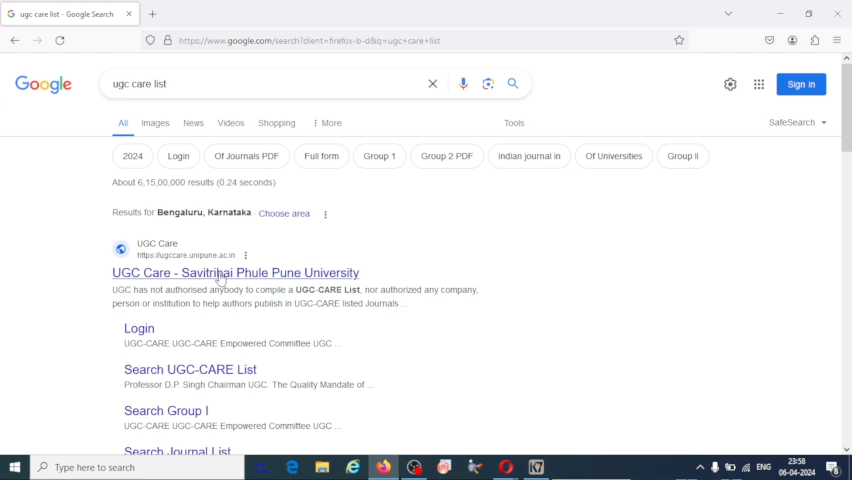 ugc care list - Google Search
https://www.google.com/search?client=firefox-b-d&q=ugc+care+list
Google
ugc care list
Sign in
All Images News Videos Shopping More Tools SafeSearch
2024 Login Of Journals PDF Full form Group 1 Group 2 PDF Indian journal in Of Universities Group II
About 6,15,00,000 results (0.24 seconds)
Results for Bengaluru, Karnataka · Choose area
UGC Care
https://ugccare.unipune.ac.in
UGC Care - Savitribai Phule Pune University
UGC has not authorised anybody to compile a UGC-CARE List, nor authorized any company,
person or institution to help authors publish in UGC-CARE listed Journals ...
Login
UGC-CARE UGC-CARE Empowered Committee UGC ...
Search UGC-CARE List
Professor D.P. Singh Chairman UGC. The Quality Mandate of ...
Search Group I
UGC-CARE UGC-CARE Empowered Committee UGC ...
Search Journal List
Type here to search
K7
ENG
23:58
06-04-2024
8